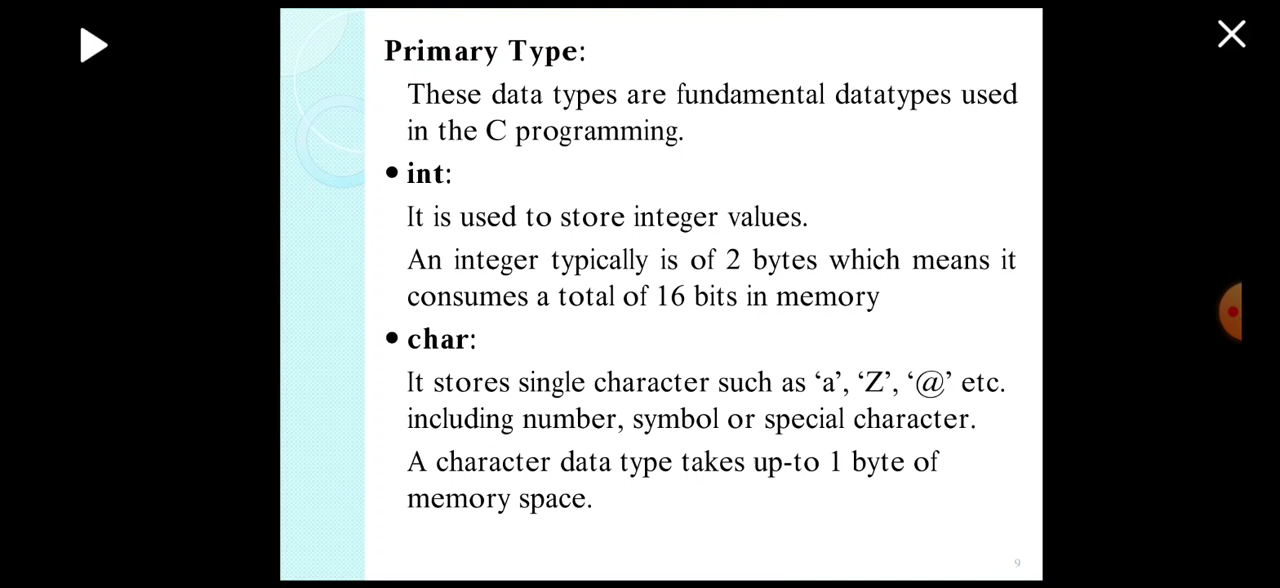 Primary Type:
These data types are fundamental datatypes used
in the C programming.
• int:
It is used to store integer values.
An integer typically is of 2 bytes which means it
consumes a total of 16 bits in memory
• char:
It stores single character such as ‘a’, ‘Z’, ‘@’ etc.
including number, symbol or special character.
A character data type takes up-to 1 byte of
memory space.
9